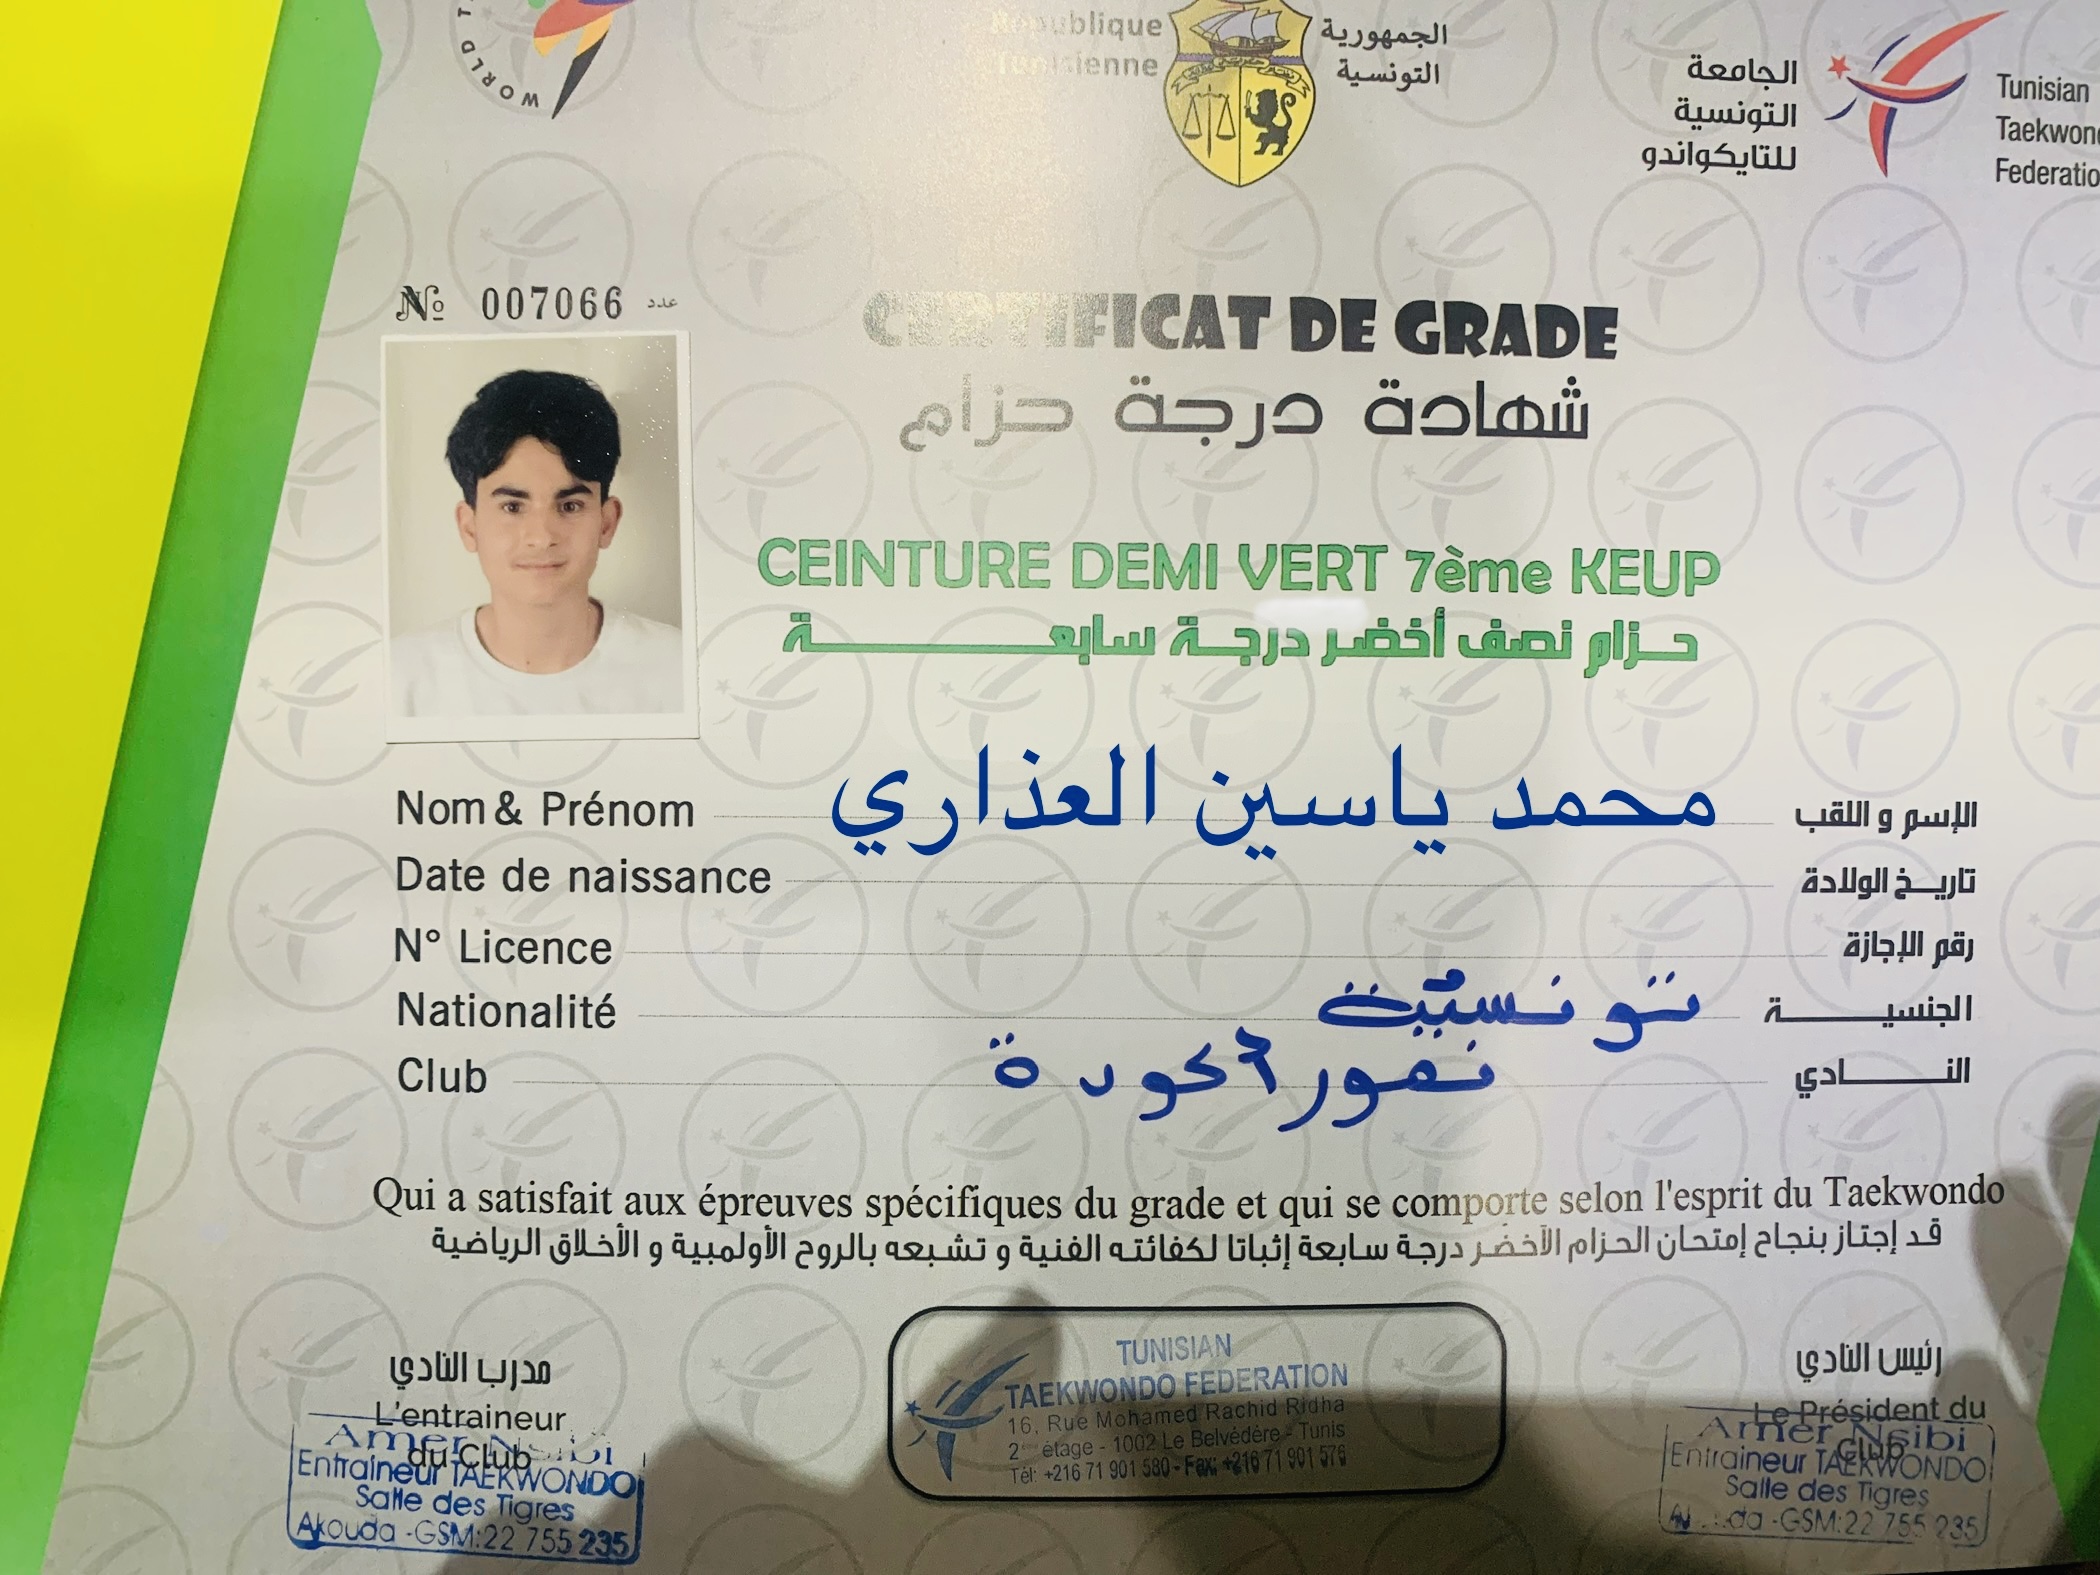 WORLD T
République
Tunisienne
الجمهورية
التونسية
الجامعة
التونسية
للتايكواندو
Tunisian
Taekwon
Federatio
№ 007066 عدد
CERTIFICAT DE GRADE
شهادة درجة حزام
CEINTURE DEMI VERT 7ème KEUP
حزام نصف أخضر درجة سابعة
Nom & Prénom محمد ياسين العذاري الإسم و اللقب
Date de naissance تاريخ الولادة
N° Licence رقم الإجازة
Nationalité تونسية الجنسية
Club نمور أكودة النادي
Qui a satisfait aux épreuves spécifiques du grade et qui se comporte selon l'esprit du Taekwondo
قد إجتاز بنجاح إمتحان الحزام الأخضر درجة سابعة إثباتا لكفائته الفنية و تشبعه بالروح الأولمبية و الأخلاق الرياضية
مدرب النادي
L'entraineur
du Club
Amer Nsibi
Entraineur TAEKWONDO
Salle des Tigres
Akouda -GSM:22 755 235
TUNISIAN
TAEKWONDO FEDERATION
16, Rue Mohamed Rachid Ridha
2 étage - 1002 Le Belvédère - Tunis
Tél: +216 71 901 580 - Fax: +216 71 901 576
رئيس النادي
Le Président du
Club
Amer Nsibi
Entraineur TAEKWONDO
Salle des Tigres
Akouda -GSM:22 755 235